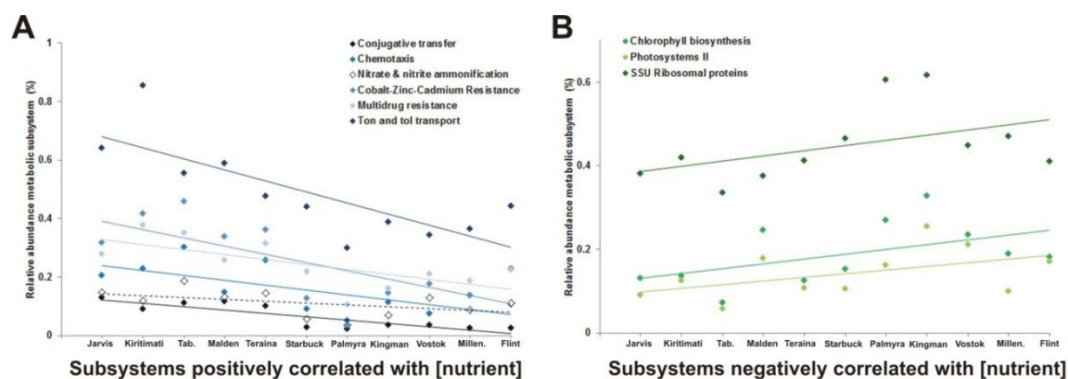 A
Relative abundance metabolic subsystem (%)
1
0.8
0.6
0.4
0.2
0
Conjugative transfer
Chemotaxis
Nitrate & nitrite ammonification
Cobalt-Zinc-Cadmium Resistance
Multidrug resistance
Ton and tol transport
Jarvis Kiritimati Tab. Malden Teraina Starbuck Palmyra Kingman Vostok Millen. Flint
Subsystems positively correlated with [nutrient]
B
Relative abundance metabolic subsystem (%)
0.6
0.4
0.2
0
Chlorophyll biosynthesis
Photosystems II
SSU Ribosomal proteins
Jarvis Kiritimati Tab. Malden Teraina Starbuck Palmyra Kingman Vostok Millen. Flint
Subsystems negatively correlated with [nutrient]